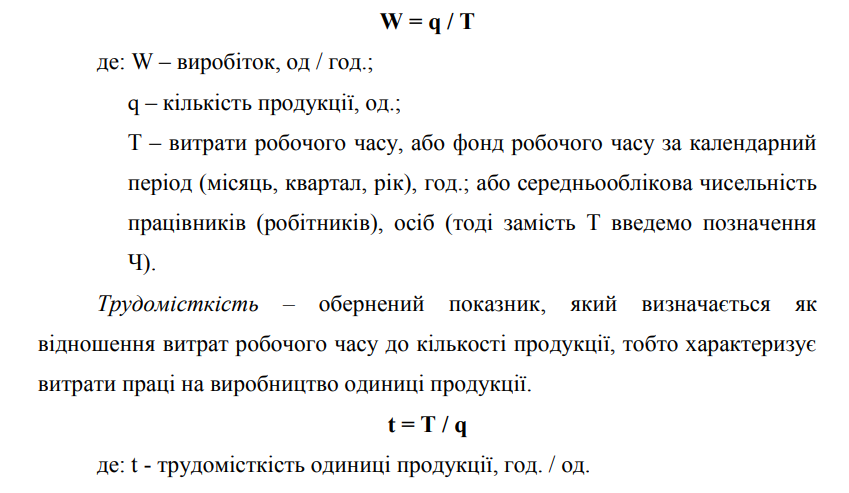 W = q / T
де: W – виробіток, од / год.;
q – кількість продукції, од.;
T – витрати робочого часу, або фонд робочого часу за календарний
період (місяць, квартал, рік), год.; або середньооблікова чисельність
працівників (робітників), осіб (тоді замість Т введемо позначення
Ч).
Трудомісткість – обернений показник, який визначається як
відношення витрат робочого часу до кількості продукції, тобто характеризує
витрати праці на виробництво одиниці продукції.
t = T / q
де: t - трудомісткість одиниці продукції, год. / од.